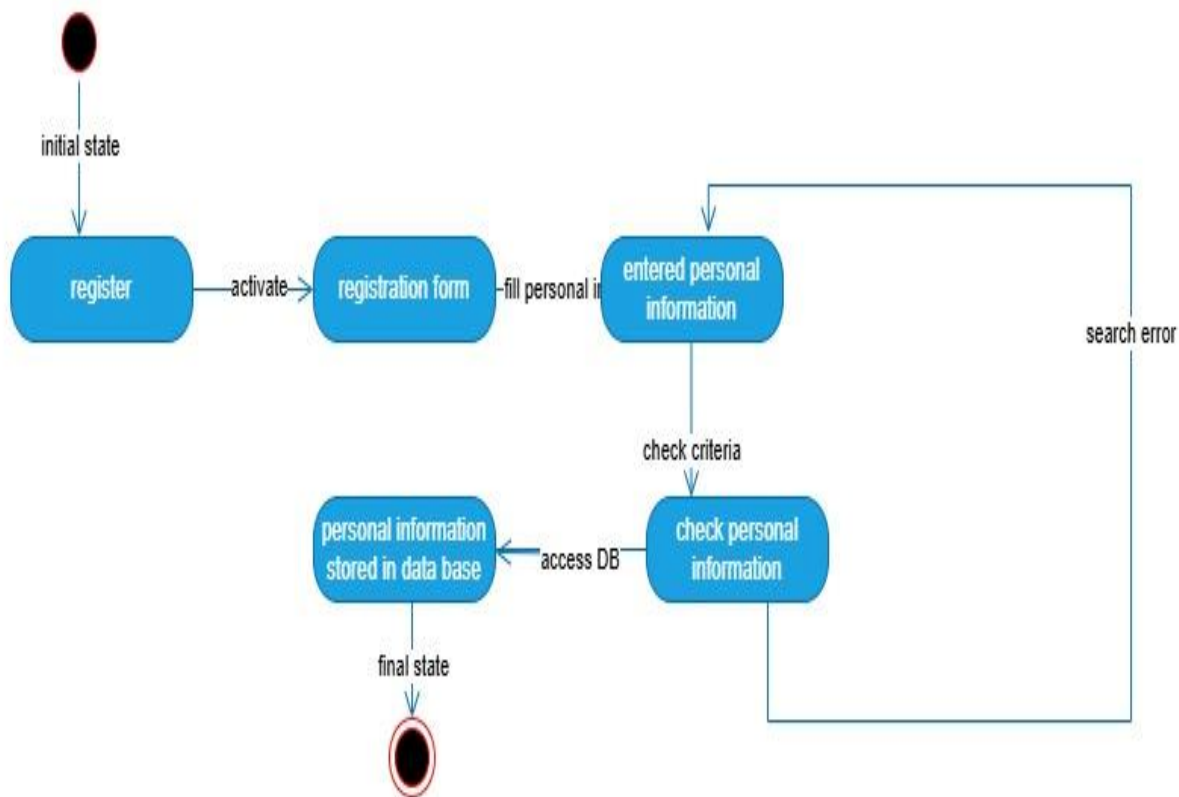 initial state
register
activate
registration form
fill personal
entered personal
information
search error
check criteria
personal information
stored in data base
access DB
check personal
information
final state